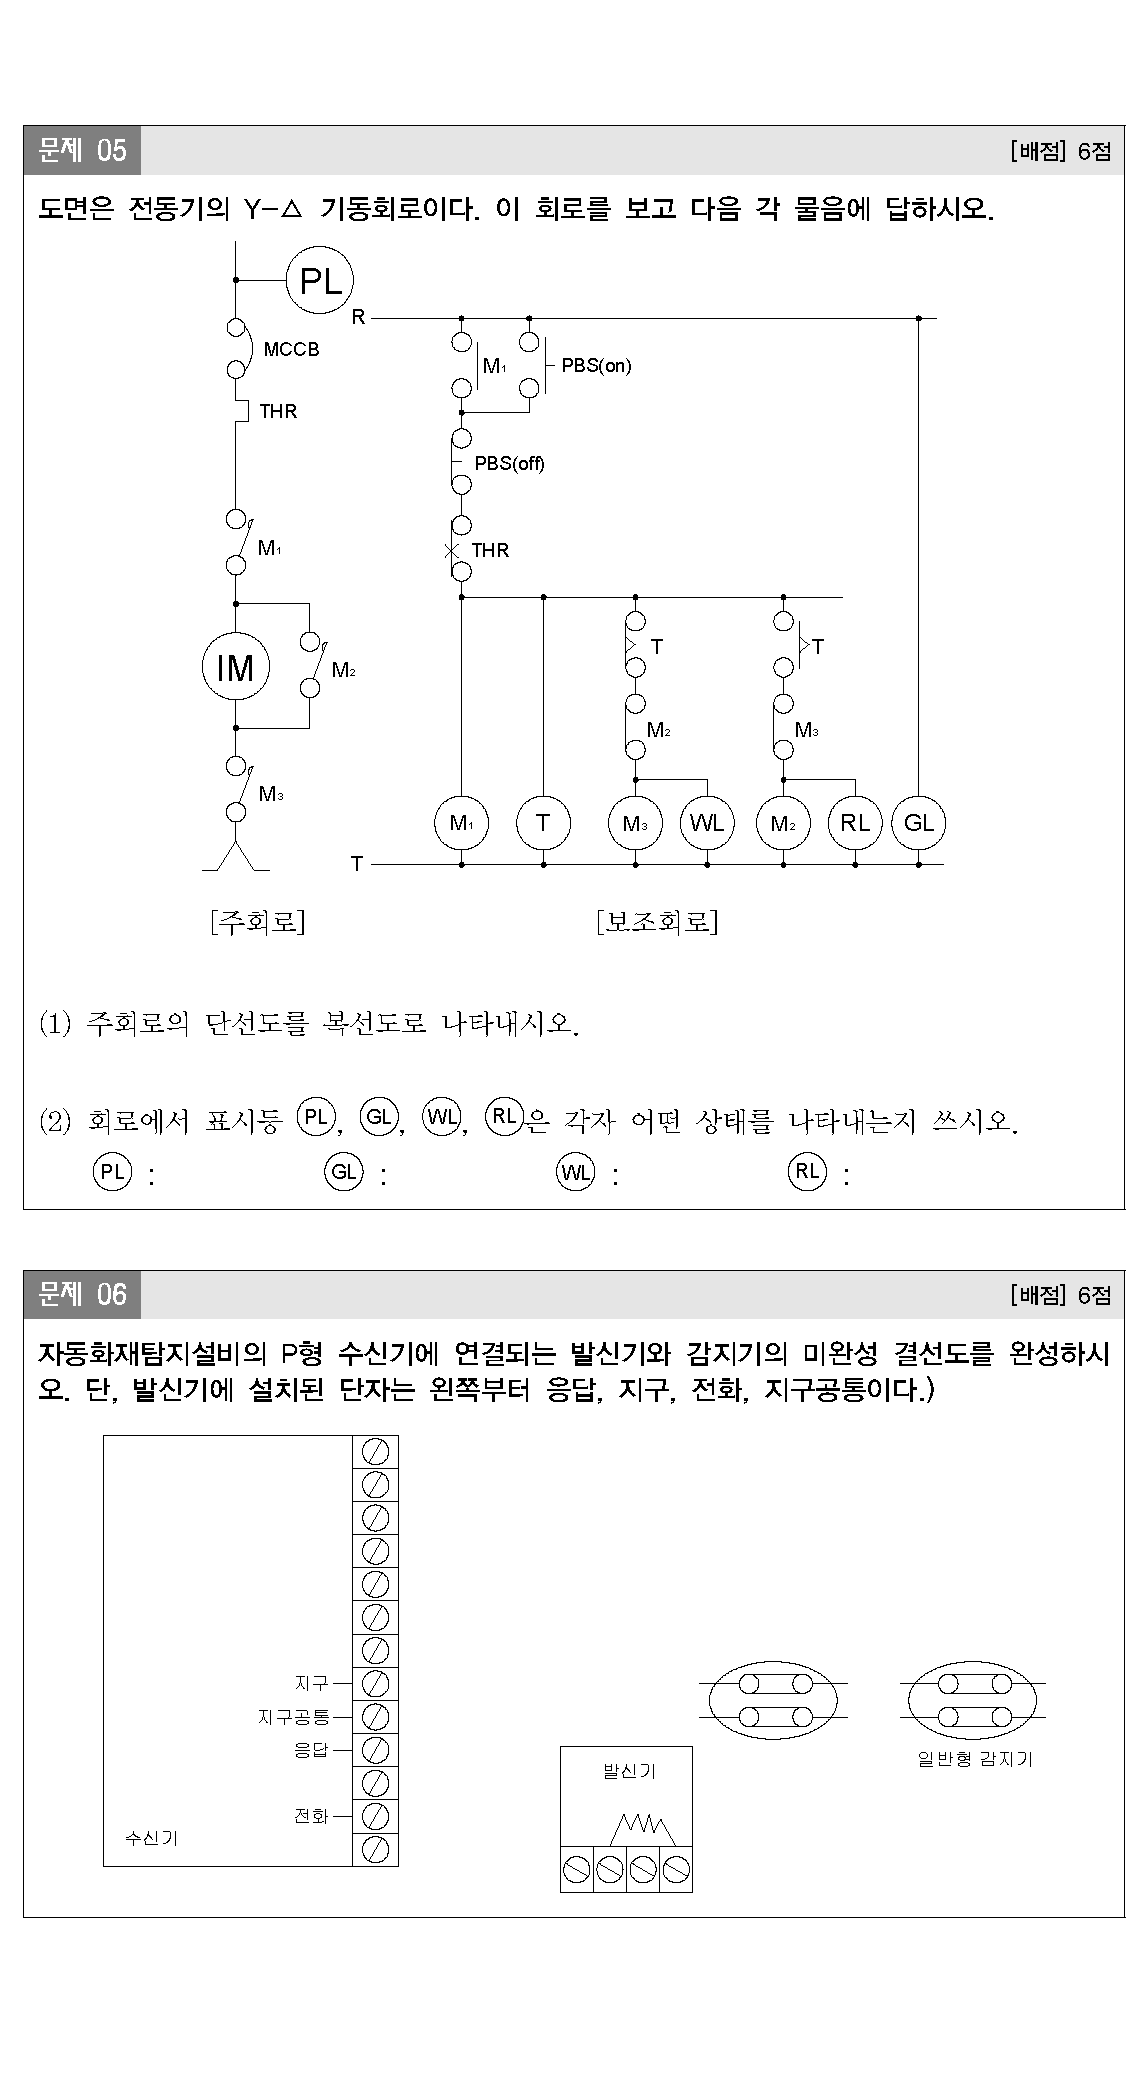 문제 05 [배점] 6점
도면은 전동기의 Y-△ 기동회로이다. 이 회로를 보고 다음 각 물음에 답하시오.
PL
R
MCCB
M₁ PBS(on)
THR
PBS(off)
M₁
THR
IM
M₂
T T
M₂ M₃
M₃
M₁ T M₃ WL M₂ RL GL
T
[주회로] [보조회로]
(1) 주회로의 단선도를 복선도로 나타내시오.
(2) 회로에서 표시등 PL, GL, WL, RL은 각자 어떤 상태를 나타내는지 쓰시오.
PL : GL : WL : RL :
문제 06 [배점] 6점
자동화재탐지설비의 P형 수신기에 연결되는 발신기와 감지기의 미완성 결선도를 완성하시
오. 단, 발신기에 설치된 단자는 왼쪽부터 응답, 지구, 전화, 지구공통이다.)
지구
지구공통
응답
전화
수신기
발신기
일반형 감지기